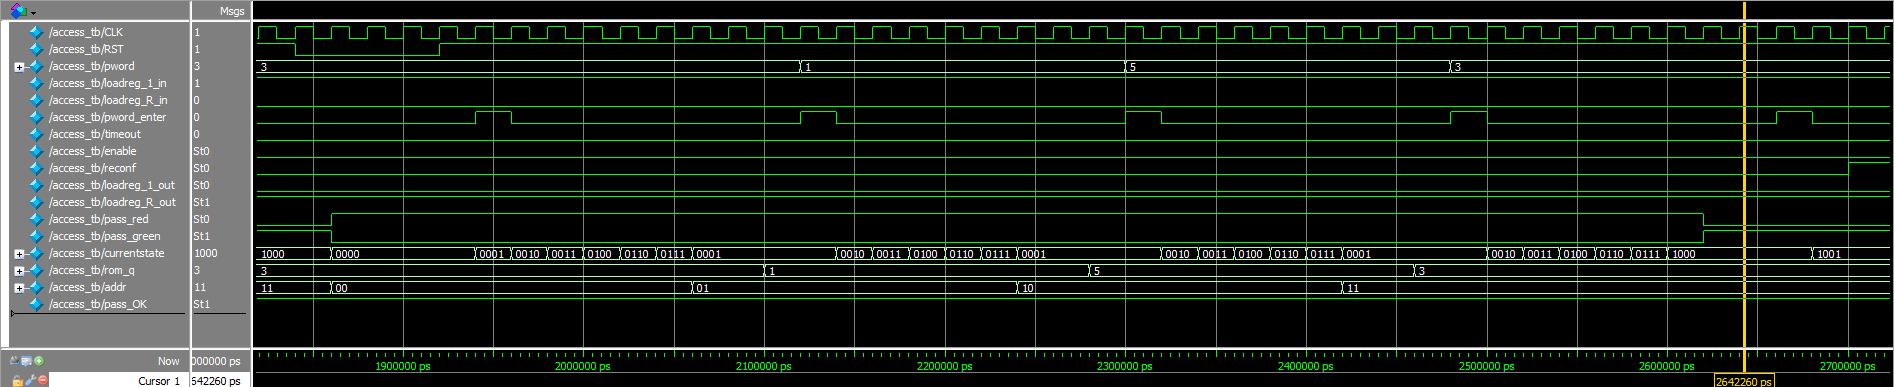 Msgs
/access_tb/CLK 1
/access_tb/RST 1
/access_tb/pword 3 3 1 5 3
/access_tb/loadreg_1_in 1
/access_tb/loadreg_R_in 0
/access_tb/pword_enter 0
/access_tb/timeout 0
/access_tb/enable St0
/access_tb/reconf St0
/access_tb/loadreg_1_out St0
/access_tb/loadreg_R_out St1
/access_tb/pass_red St0
/access_tb/pass_green St1
/access_tb/currentstate 1000 1000 0000 0001 0010 0011 0100 0110 0111 0001 0010 0011 0100 0110 0111 0001 0010 0011 0100 0110 0111 0001 0010 0011 0100 0110 0111 1000 1001
/access_tb/rom_q 3 3 1 5 3
/access_tb/addr 11 11 00 01 10 11
/access_tb/pass_OK St1
Now 000000 ps 1900000 ps 2000000 ps 2100000 ps 2200000 ps 2300000 ps 2400000 ps 2500000 ps 2600000 ps 2700000 ps
Cursor 1 642260 ps 2642260 ps